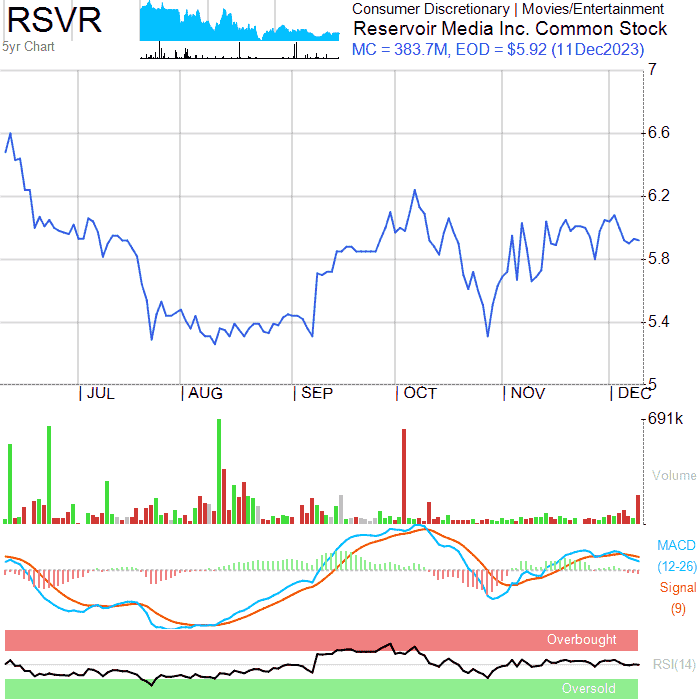 RSVR
5yr Chart
Consumer Discretionary | Movies/Entertainment
Reservoir Media Inc. Common Stock
MC = 383.7M, EOD = $5.92 (11Dec2023)
7
6.6
6.2
5.8
5.4
5
| JUL | AUG | SEP | OCT | NOV | DEC
691k
Volume
MACD
(12-26)
Signal
(9)
Overbought
RSI(14)
Oversold